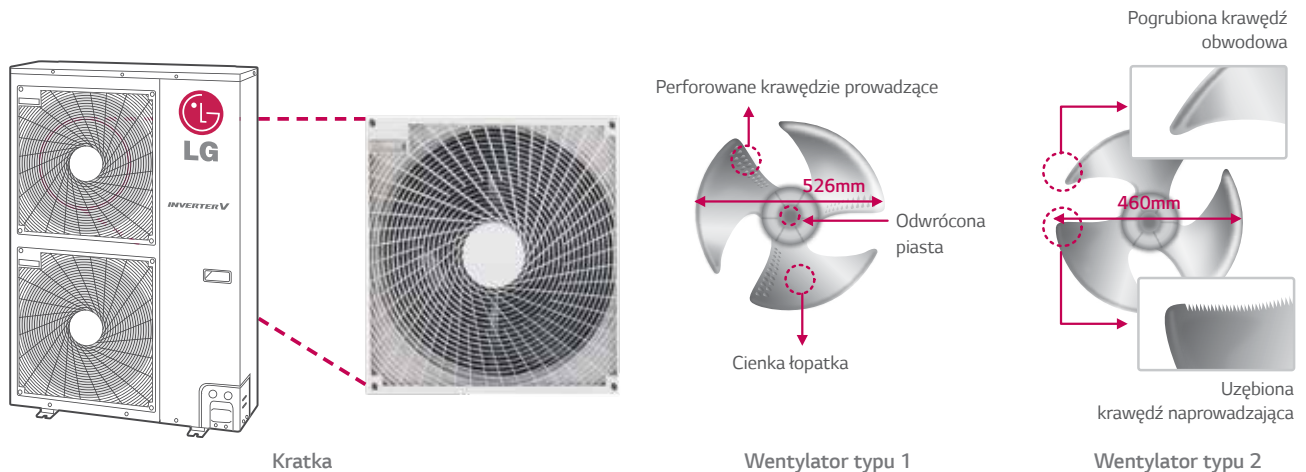 LG
INVERTER V
Kratka
Perforowane krawędzie prowadzące
526mm
Odwrócona
piasta
Cienka łopatka
Wentylator typu 1
Pogrubiona krawędź
obwodowa
460mm
Uzębiona
krawędź naprowadzająca
Wentylator typu 2